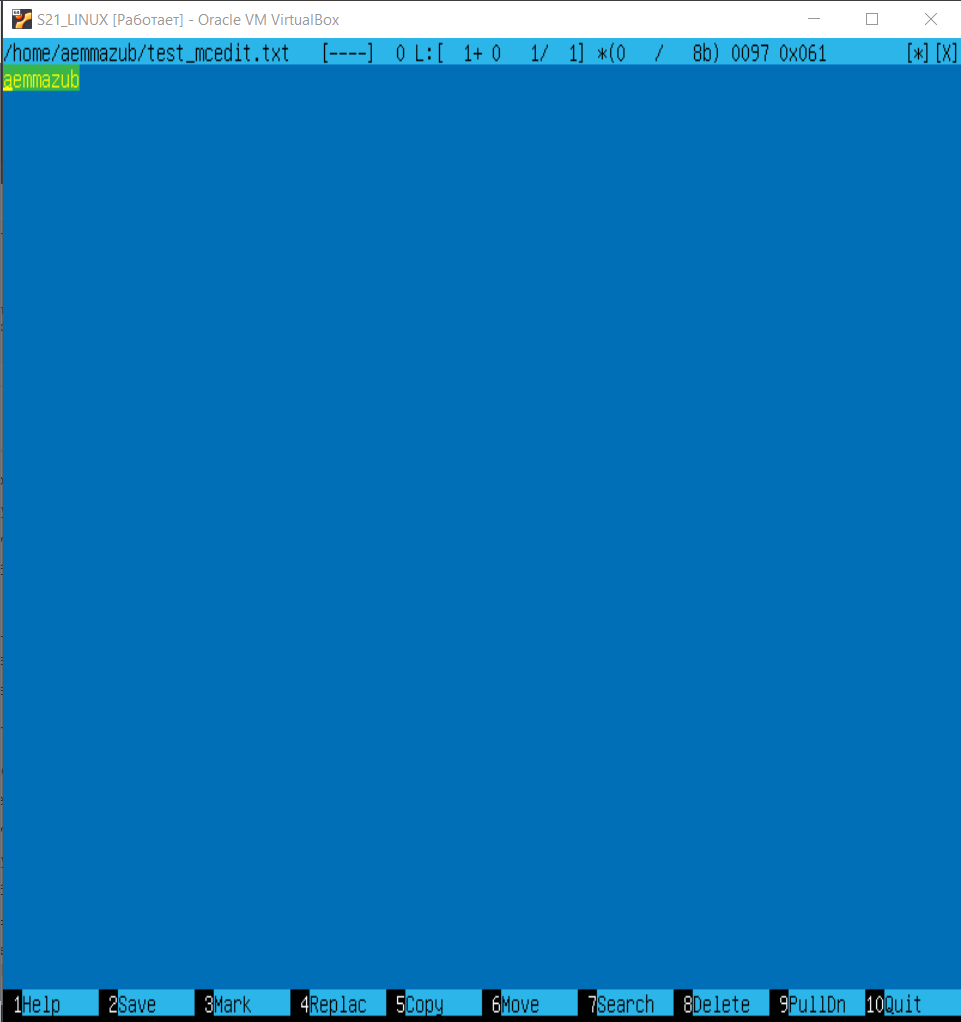 S21_LINUX [Работает] - Oracle VM VirtualBox
/home/aemmazub/test_mcedit.txt [----] 0 L:[ 1+ 0 1/ 1] *(0 / 8b) 0097 0x061 [*][X]
aemmazub
1Help 2Save 3Mark 4Replac 5Copy 6Move 7Search 8Delete 9PullDn 10Quit